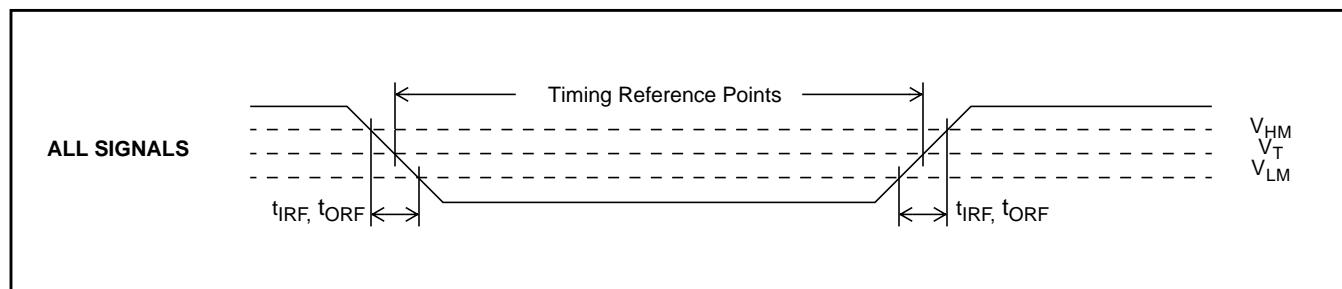 Timing Reference Points
ALL SIGNALS
V_HM
V_T
V_LM
t_IRF, t_ORF
t_IRF, t_ORF